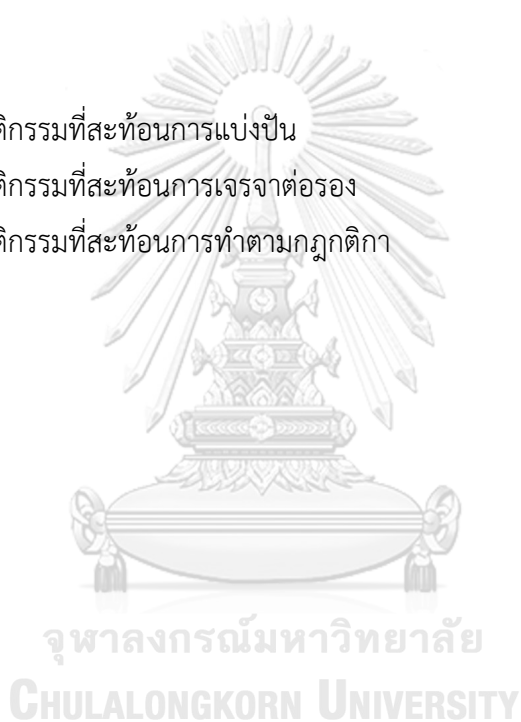 ติกรรมที่สะท้อนการแบ่งปัน
ติกรรมที่สะท้อนการเจรจาต่อรอง
ติกรรมที่สะท้อนการทำตามกฎกติกา
จุฬาลงกรณ์มหาวิทยาลัย
CHULALONGKORN UNIVERSITY